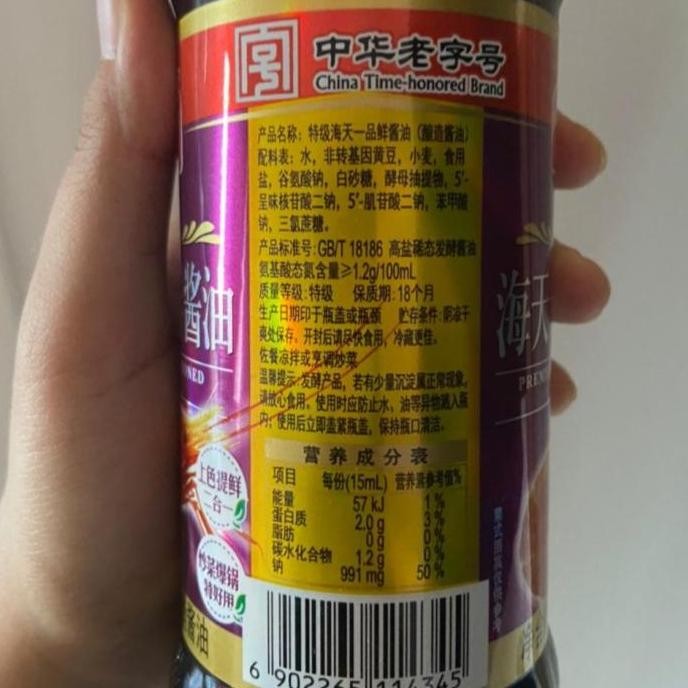 中华老字号
China Time-honored Brand
产品名称：特级海天一品鲜酱油（酿造酱油）
配料表：水，非转基因黄豆，小麦，食用
盐，谷氨酸钠，白砂糖，酵母抽提物，5′-
呈味核苷酸二钠，5′-肌苷酸二钠，苯甲酸
钠，三氯蔗糖。
产品标准号：GB/T 18186 高盐稀态发酵酱油
氨基酸态氮含量≥1.2g/100mL
质量等级：特级 保质期：18个月
生产日期印于瓶盖或瓶颈 贮存条件：阴凉干
爽处保存，开封后请尽快食用，冷藏更佳。
佐餐凉拌或烹调炒菜
温馨提示：发酵产品，若有少量沉淀属正常现象，
请放心食用。使用时应防止水，油等异物溅入瓶
内；使用后立即盖紧瓶盖，保持瓶口清洁。
营养成分表
项目 每份(15mL) 营养素参考值%
能量 57 kJ 1%
蛋白质 2.0 g 3%
脂肪 0 g 0%
碳水化合物 1.2 g 0%
钠 991 mg 50%
6 902265 114345
酱油
NED
上色提鲜
二合一
炒菜爆锅
特好用
酱油
海天
PREM